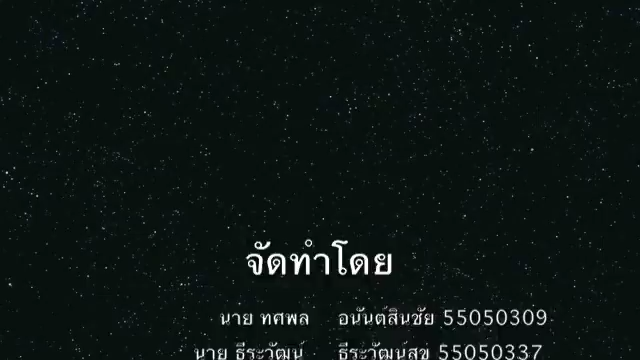 จัดทำโดย
นาย ทศพล อนันต์สินชัย 55050309
นาย ธีระวัฒน์ ธีระวัฒน์สุข 55050337